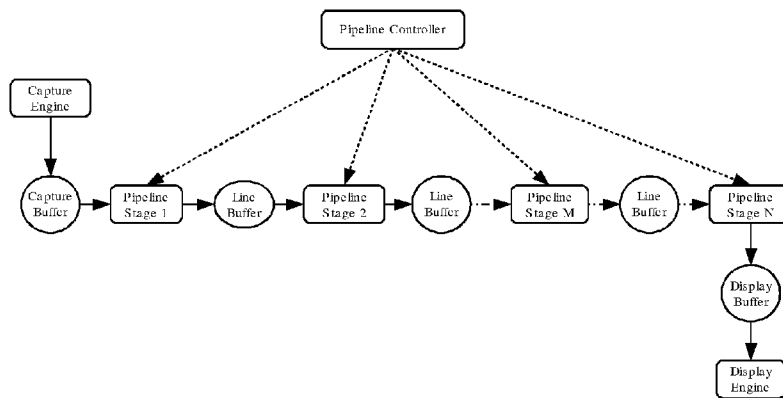 Pipeline Controller
Capture
Engine
Capture
Buffer
Pipeline
Stage 1
Line
Buffer
Pipeline
Stage 2
Line
Buffer
Pipeline
Stage M
Line
Buffer
Pipeline
Stage N
Display
Buffer
Display
Engine